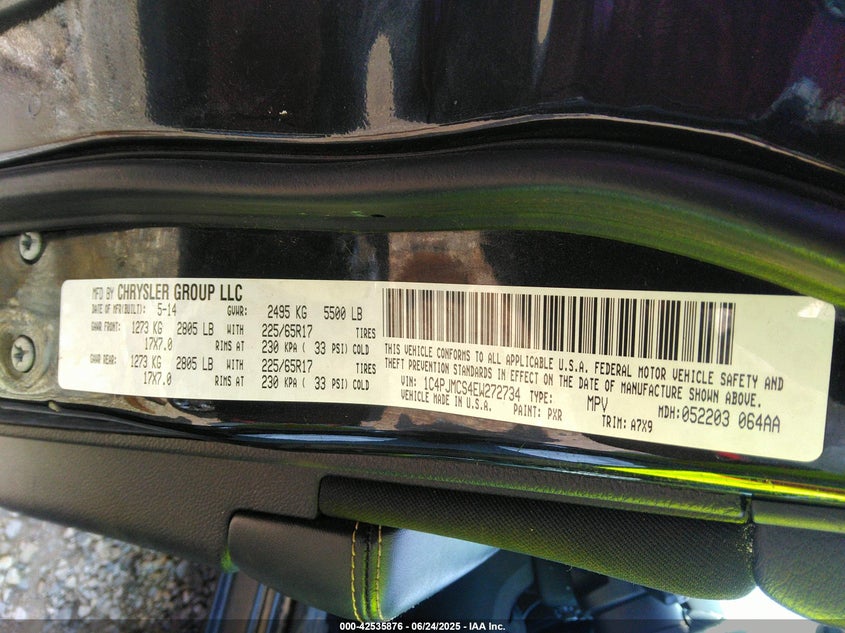 MFD BY CHRYSLER GROUP LLC
DATE OF MFR(BUILT): 5-14 GVWR: 2495 KG 5500 LB
GAWR FRONT: 1273 KG 2805 LB WITH 225/65R17 TIRES
17X7.0 RIMS AT 230 KPA ( 33 PSI) COLD
GAWR REAR: 1273 KG 2805 LB WITH 225/65R17 TIRES
17X7.0 RIMS AT 230 KPA ( 33 PSI) COLD
THIS VEHICLE CONFORMS TO ALL APPLICABLE U.S.A. FEDERAL MOTOR VEHICLE SAFETY AND
THEFT PREVENTION STANDARDS IN EFFECT ON THE DATE OF MANUFACTURE SHOWN ABOVE.
VIN: 1C4PJMCS4EW272734 TYPE: MPV MDH:052203 064AA
VEHICLE MADE IN U.S.A. PAINT: PXR TRIM: A7X9
000-42535876 - 06/24/2025 - IAA Inc.